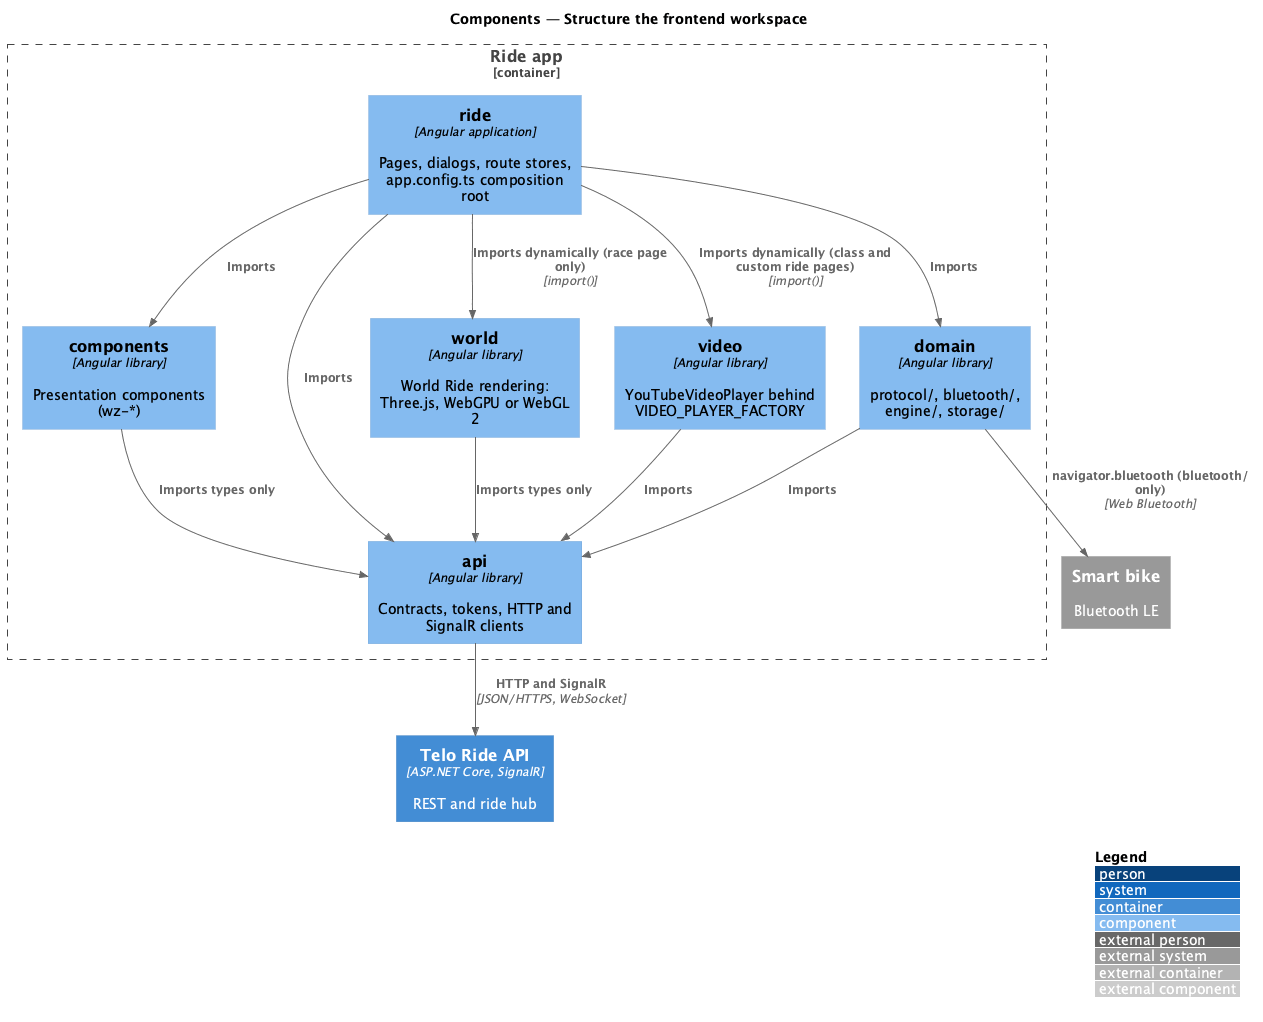 Components — Structure the frontend workspace
Ride app
[container]
ride
[Angular application]
Pages, dialogs, route stores,
app.config.ts composition
root
Imports
Imports dynamically (race page
only)
[import()]
Imports dynamically (class and
custom ride pages)
[import()]
Imports
components
[Angular library]
Presentation components
(wz-*)
Imports
world
[Angular library]
World Ride rendering:
Three.js, WebGPU or WebGL
2
video
[Angular library]
YouTubeVideoPlayer behind
VIDEO_PLAYER_FACTORY
domain
[Angular library]
protocol/, bluetooth/,
engine/, storage/
Imports types only
Imports types only
Imports
Imports
navigator.bluetooth (bluetooth/
only)
[Web Bluetooth]
api
[Angular library]
Contracts, tokens, HTTP and
SignalR clients
Smart bike
Bluetooth LE
HTTP and SignalR
[JSON/HTTPS, WebSocket]
Telo Ride API
[ASP.NET Core, SignalR]
REST and ride hub
Legend
person
system
container
component
external person
external system
external container
external component